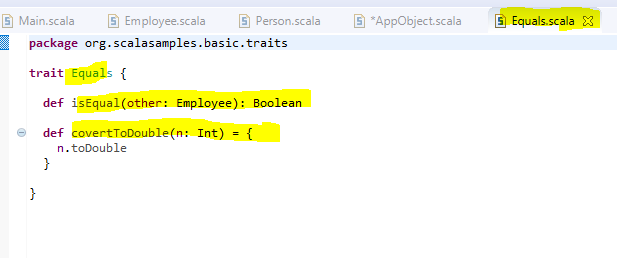 Main.scala Employee.scala Person.scala *AppObject.scala Equals.scala
package org.scalasamples.basic.traits
trait Equals {
def isEqual(other: Employee): Boolean
def covertToDouble(n: Int) = {
n.toDouble
}
}